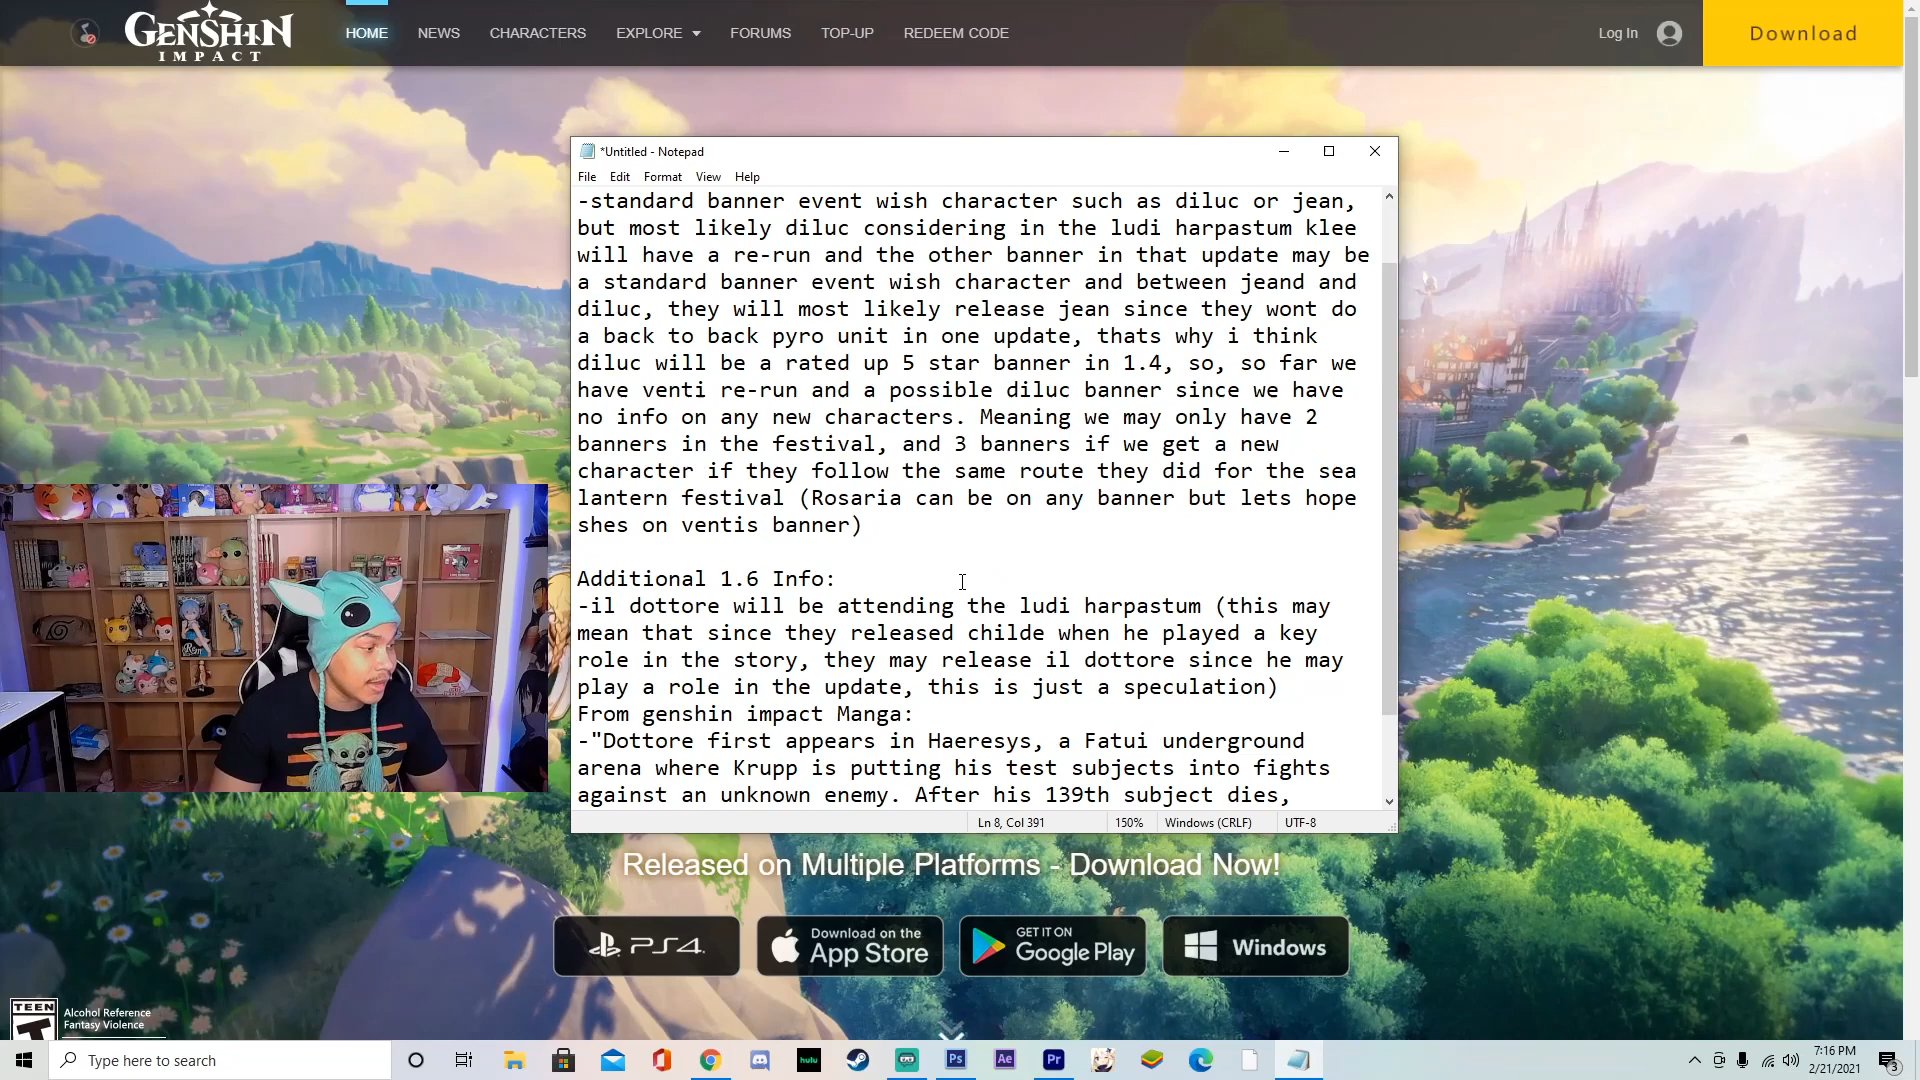 GENSHIN
IMPACT
HOME
NEWS
CHARACTERS
EXPLORE
FORUMS
TOP-UP
REDEEM CODE
Log In
Download
*Untitled - Notepad
File Edit Format View Help
-standard banner event wish character such as diluc or jean,
but most likely diluc considering in the ludi harpastum klee
will have a re-run and the other banner in that update may be
a standard banner event wish character and between jeand and
diluc, they will most likely release jean since they wont do
a back to back pyro unit in one update, thats why i think
diluc will be a rated up 5 star banner in 1.4, so, so far we
have venti re-run and a possible diluc banner since we have
no info on any new characters. Meaning we may only have 2
banners in the festival, and 3 banners if we get a new
character if they follow the same route they did for the sea
lantern festival (Rosaria can be on any banner but lets hope
shes on ventis banner)
Additional 1.6 Info:
-il dottore will be attending the ludi harpastum (this may
mean that since they released childe when he played a key
role in the story, they may release il dottore since he may
play a role in the update, this is just a speculation)
From genshin impact Manga:
-"Dottore first appears in Haeresys, a Fatui underground
arena where Krupp is putting his test subjects into fights
against an unknown enemy. After his 139th subject dies,
Ln 8, Col 391
150%
Windows (CRLF)
UTF-8
Released on Multiple Platforms - Download Now!
PS4
Download on the
App Store
GET IT ON
Google Play
Windows
TEEN
T
Alcohol Reference
Fantasy Violence
Type here to search
hulu
Ps
Ae
Pr
7:16 PM
2/21/2021
3